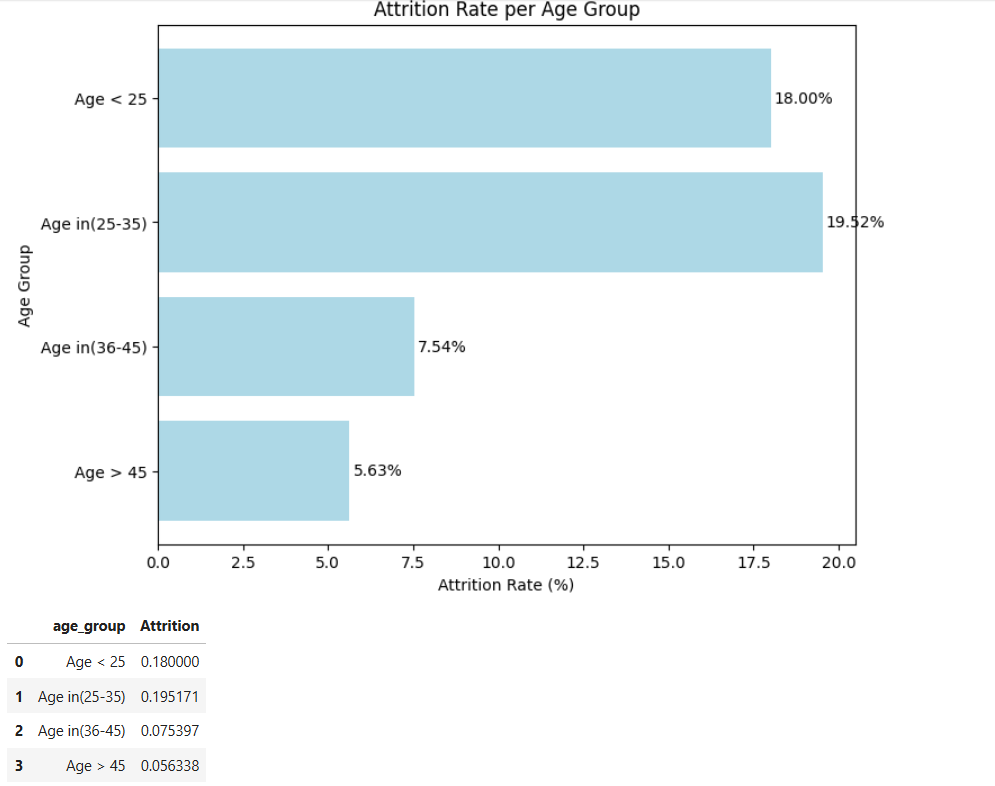 Attrition Rate per Age Group
Age Group
Age < 25
18.00%
Age in(25-35)
19.52%
Age in(36-45)
7.54%
Age > 45
5.63%
0.0 2.5 5.0 7.5 10.0 12.5 15.0 17.5 20.0
Attrition Rate (%)
age_group Attrition
0 Age < 25 0.180000
1 Age in(25-35) 0.195171
2 Age in(36-45) 0.075397
3 Age > 45 0.056338